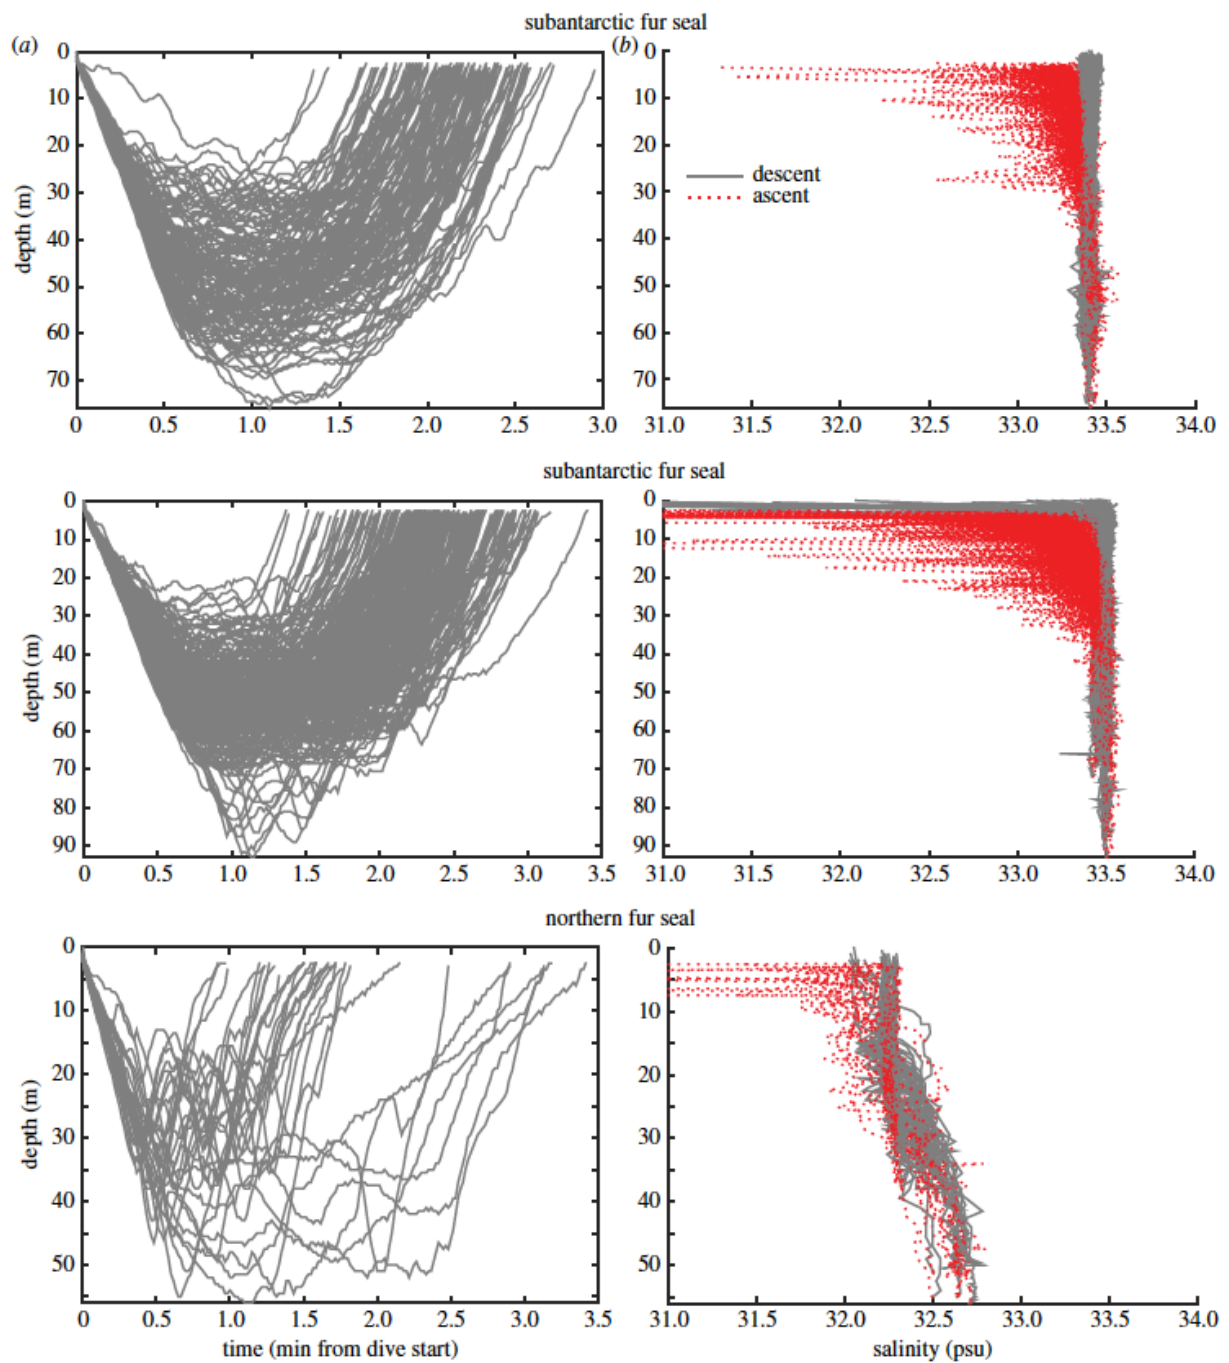 subantarctic fur seal
(a)
(b)
0
10
20
30
40
50
60
70
depth (m)
0 0.5 1.0 1.5 2.0 2.5 3.0
0
10
20
30
40
50
60
70
descent
ascent
31.0 31.5 32.0 32.5 33.0 33.5 34.0
subantarctic fur seal
0
10
20
30
40
50
60
70
80
90
depth (m)
0 0.5 1.0 1.5 2.0 2.5 3.0 3.5
0
10
20
30
40
50
60
70
80
90
31.0 31.5 32.0 32.5 33.0 33.5 34.0
northern fur seal
0
10
20
30
40
50
depth (m)
0 0.5 1.0 1.5 2.0 2.5 3.0 3.5
time (min from dive start)
0
10
20
30
40
50
31.0 31.5 32.0 32.5 33.0 33.5 34.0
salinity (psu)